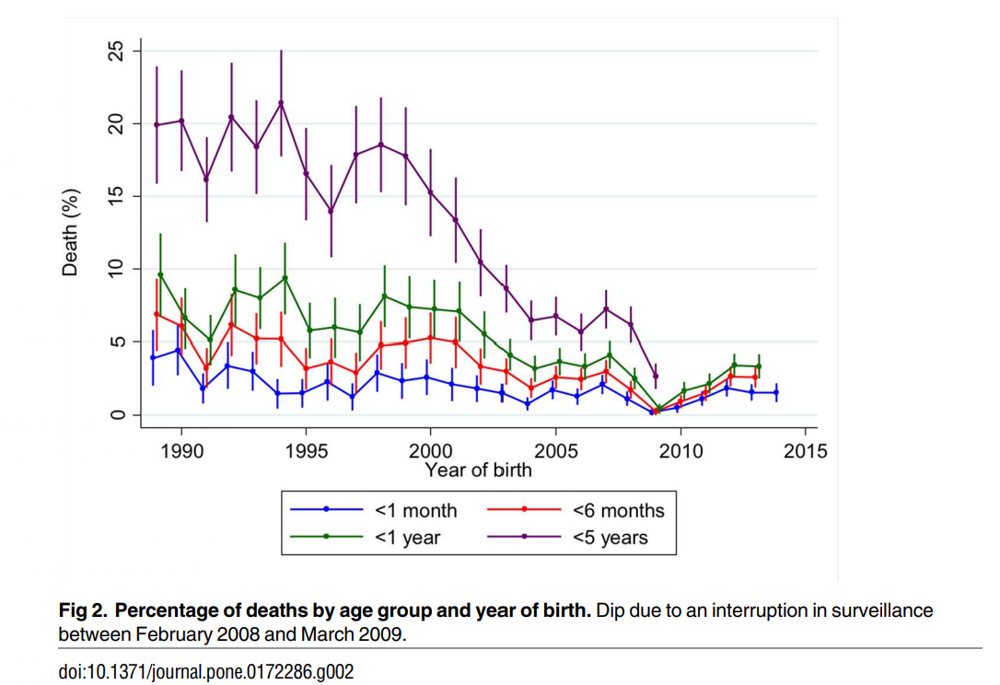 25
20
15
10
5
0
Death (%)
1990 1995 2000 2005 2010 2015
Year of birth
<1 month <6 months
<1 year <5 years
Fig 2. Percentage of deaths by age group and year of birth. Dip due to an interruption in surveillance
between February 2008 and March 2009.
doi:10.1371/journal.pone.0172286.g002